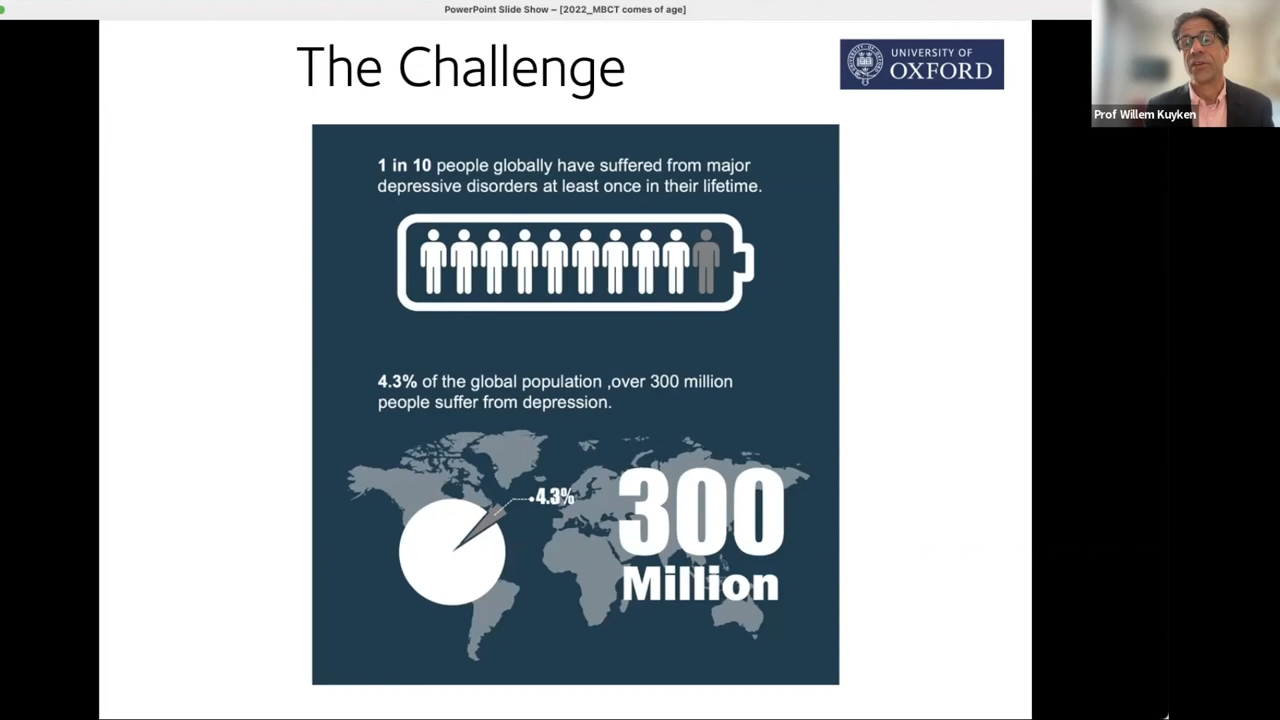 PowerPoint Slide Show – [2022_MBCT comes of age]
The Challenge
UNIVERSITY OF
OXFORD
Prof Willem Kuyken
1 in 10 people globally have suffered from major
depressive disorders at least once in their lifetime.
4.3% of the global population ,over 300 million
people suffer from depression.
4.3%
300
Million